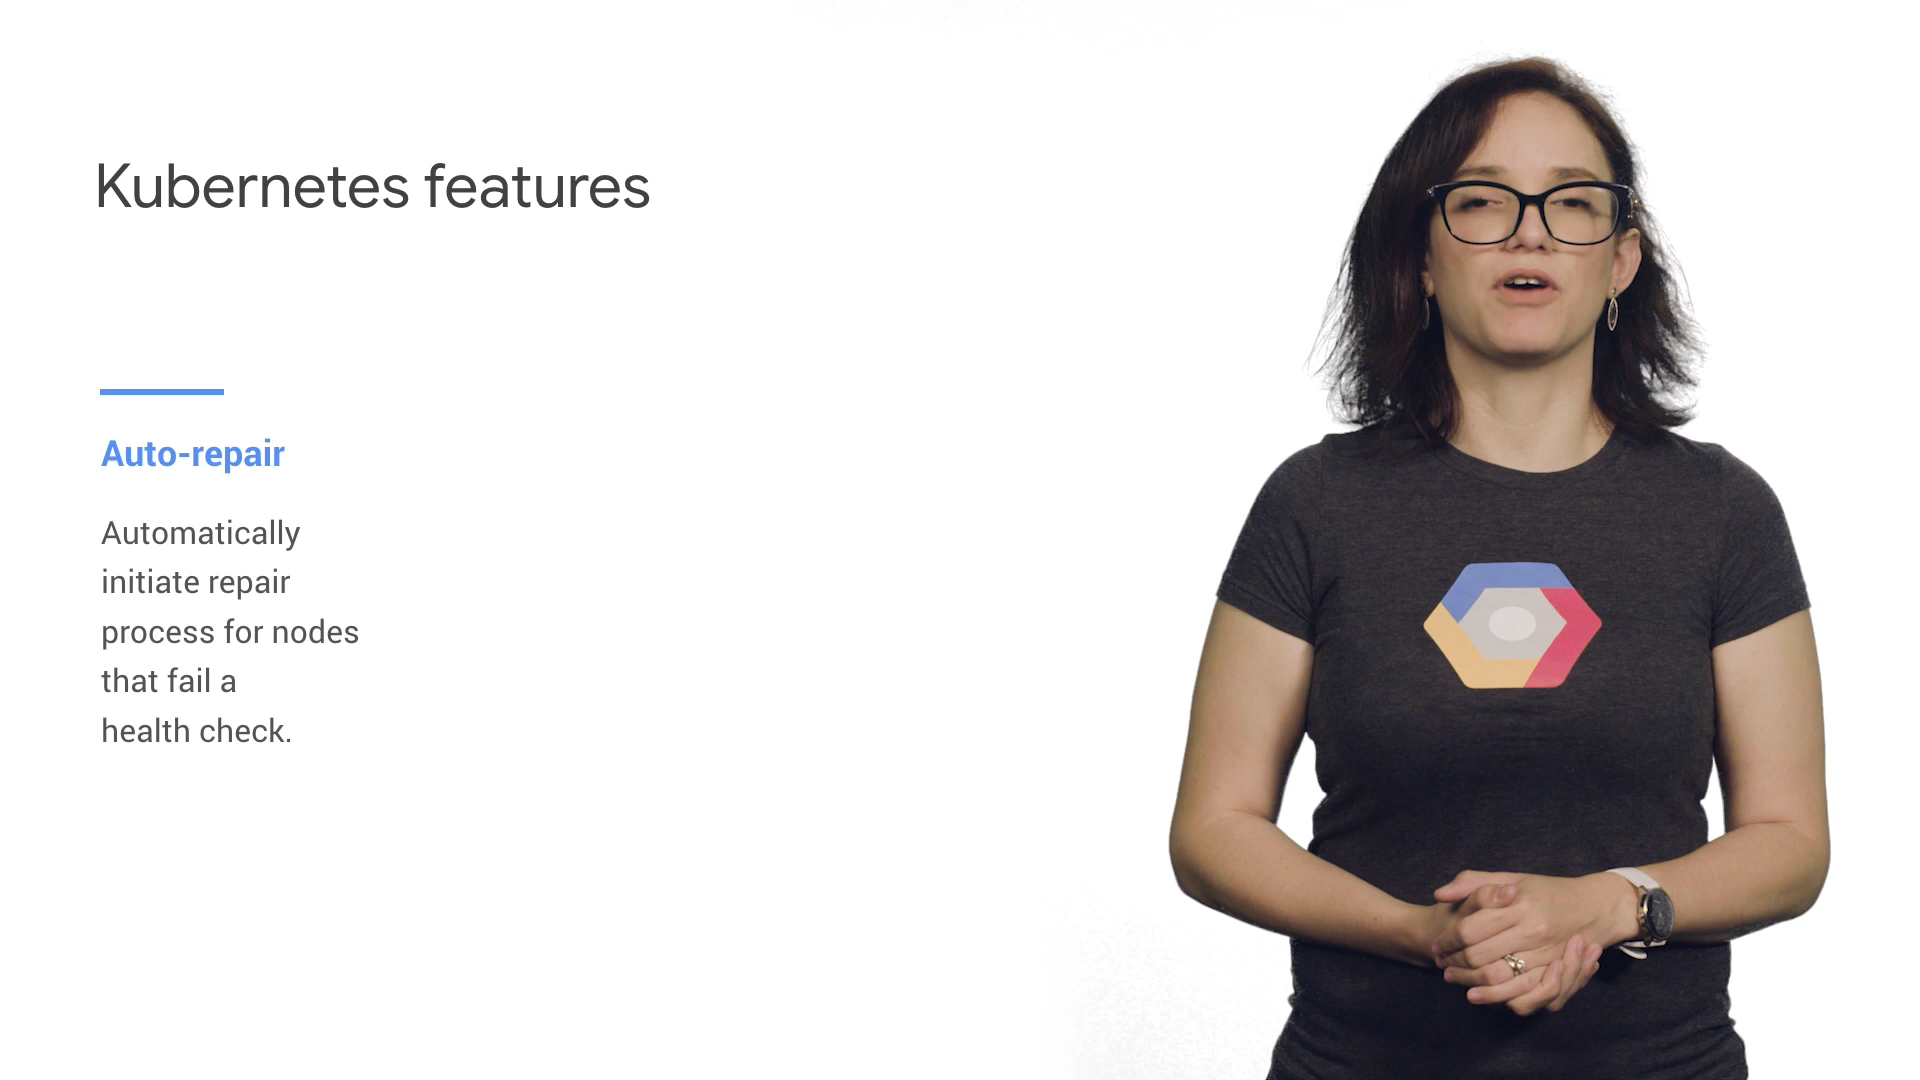 Kubernetes features
Auto-repair
Automatically
initiate repair
process for nodes
that fail a
health check.